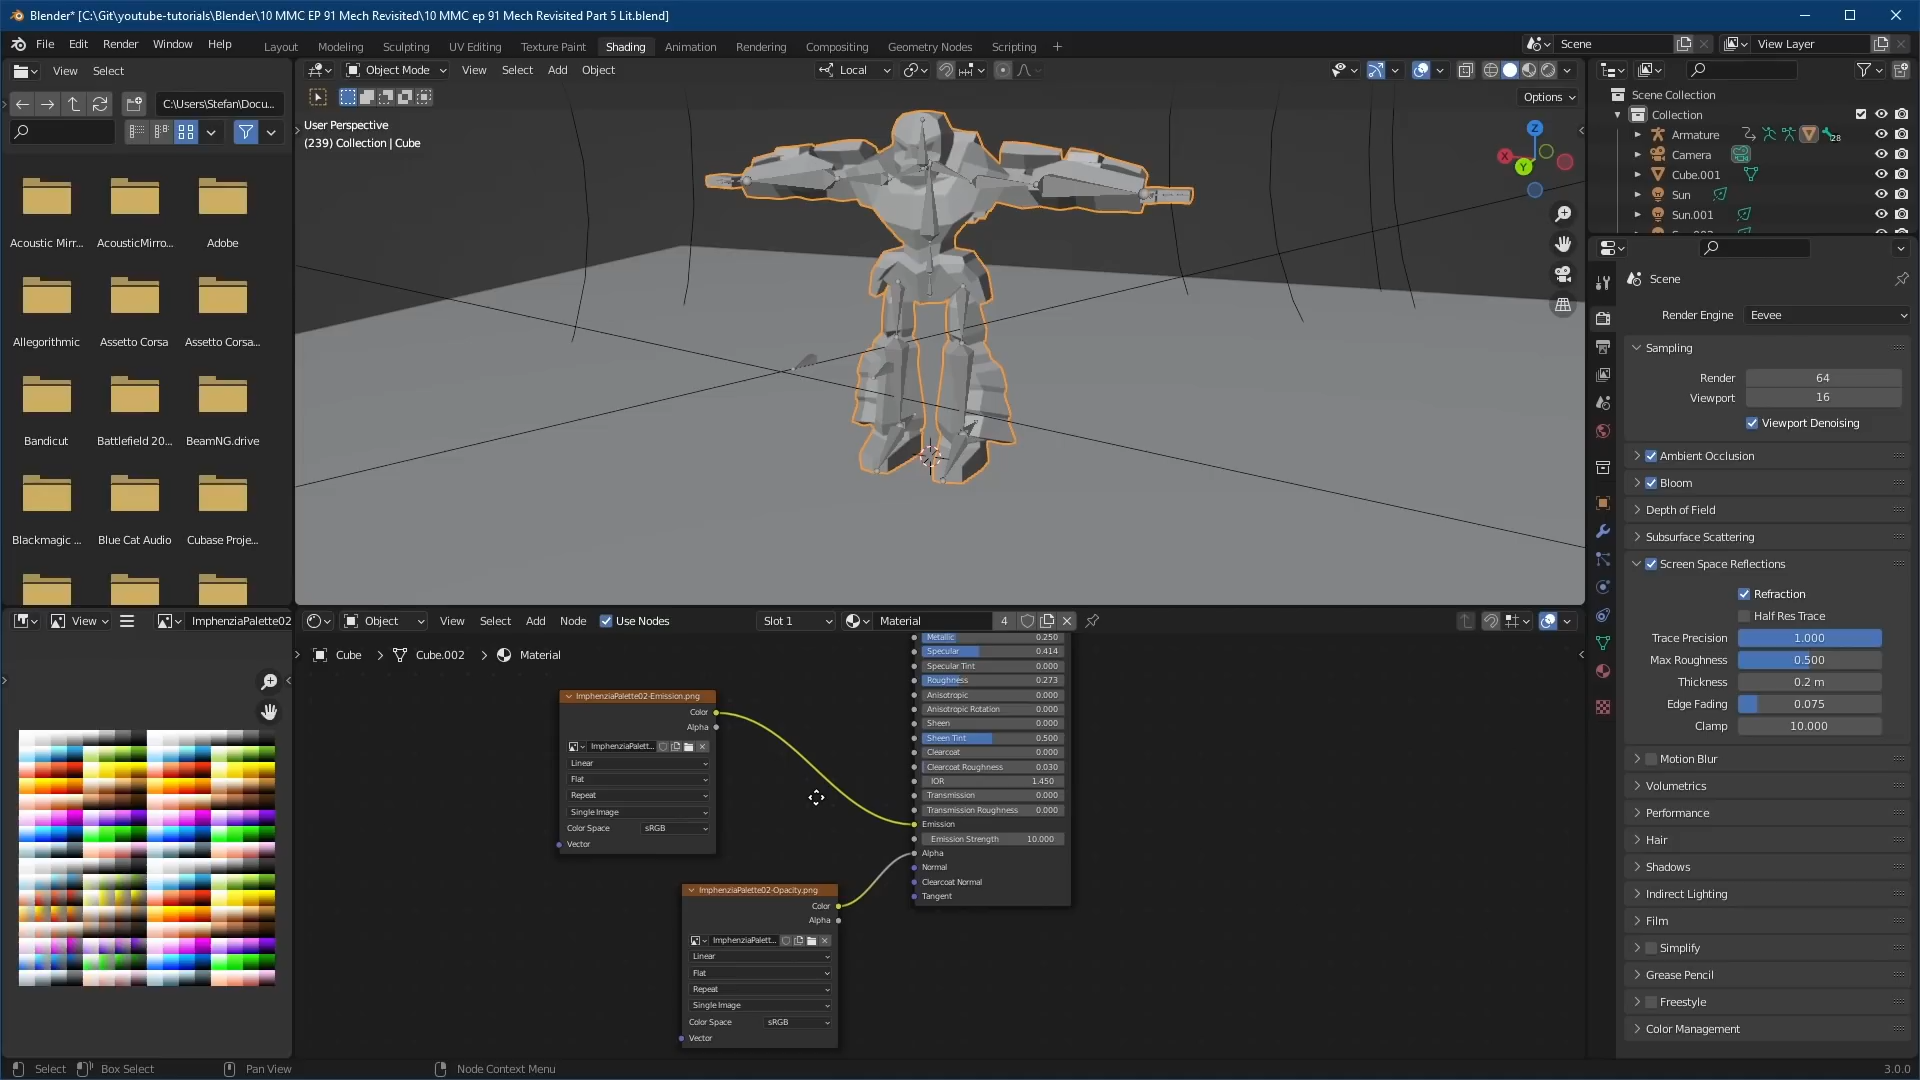 Blender* [C:\Git\youtube-tutorials\Blender\10 MMC EP 91 Mech Revisited\10 MMC ep 91 Mech Revisited Part 5 Lit.blend]
File Edit Render Window Help Layout Modeling Sculpting UV Editing Texture Paint Shading Animation Rendering Compositing Geometry Nodes Scripting + Scene View Layer
View Select
Object Mode View Select Add Object Local
C:\Users\Stefan\Docu...
Options
User Perspective
(239) Collection | Cube
Z
X
Y
Acoustic Mirr... AcousticMirro... Adobe
Allegorithmic Assetto Corsa Assetto Corsa...
Bandicut Battlefield 20... BeamNG.drive
Blackmagic ... Blue Cat Audio Cubase Proje...
Scene Collection
Collection
Armature 28
Camera
Cube.001
Sun
Sun.001
Scene
Render Engine Eevee
Sampling
Render 64
Viewport 16
Viewport Denoising
Ambient Occlusion
Bloom
Depth of Field
Subsurface Scattering
Screen Space Reflections
Refraction
Half Res Trace
Trace Precision 1.000
Max Roughness 0.500
Thickness 0.2 m
Edge Fading 0.075
Clamp 10.000
Motion Blur
Volumetrics
Performance
Hair
Shadows
Indirect Lighting
Film
Simplify
Grease Pencil
Freestyle
Color Management
View ImphenziaPalette02
Object View Select Add Node Use Nodes Slot 1 Material 4
Cube > Cube.002 > Material
ImphenziaPalette02-Emission.png
Color
Alpha
ImphenziaPalett...
Linear
Flat
Repeat
Single Image
Color Space sRGB
Vector
ImphenziaPalette02-Opacity.png
Color
Alpha
ImphenziaPalett...
Linear
Flat
Repeat
Single Image
Color Space sRGB
Vector
Metallic 0.250
Specular 0.414
Specular Tint 0.000
Roughness 0.273
Anisotropic 0.000
Anisotropic Rotation 0.000
Sheen 0.000
Sheen Tint 0.500
Clearcoat 0.000
Clearcoat Roughness 0.030
IOR 1.450
Transmission 0.000
Transmission Roughness 0.000
Emission
Emission Strength 10.000
Alpha
Normal
Clearcoat Normal
Tangent
Select Box Select Pan View Node Context Menu 3.0.0